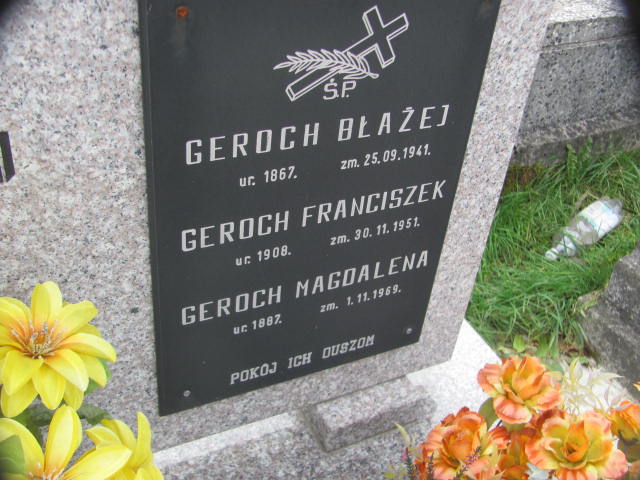 Ś.P.
GEROCH BŁAŻEJ
ur. 1867. zm. 25.09.1941.
GEROCH FRANCISZEK
ur. 1908. zm. 30.11.1951.
GEROCH MAGDALENA
ur. 1887. zm. 1.11.1969.
POKÓJ ICH DUSZOM